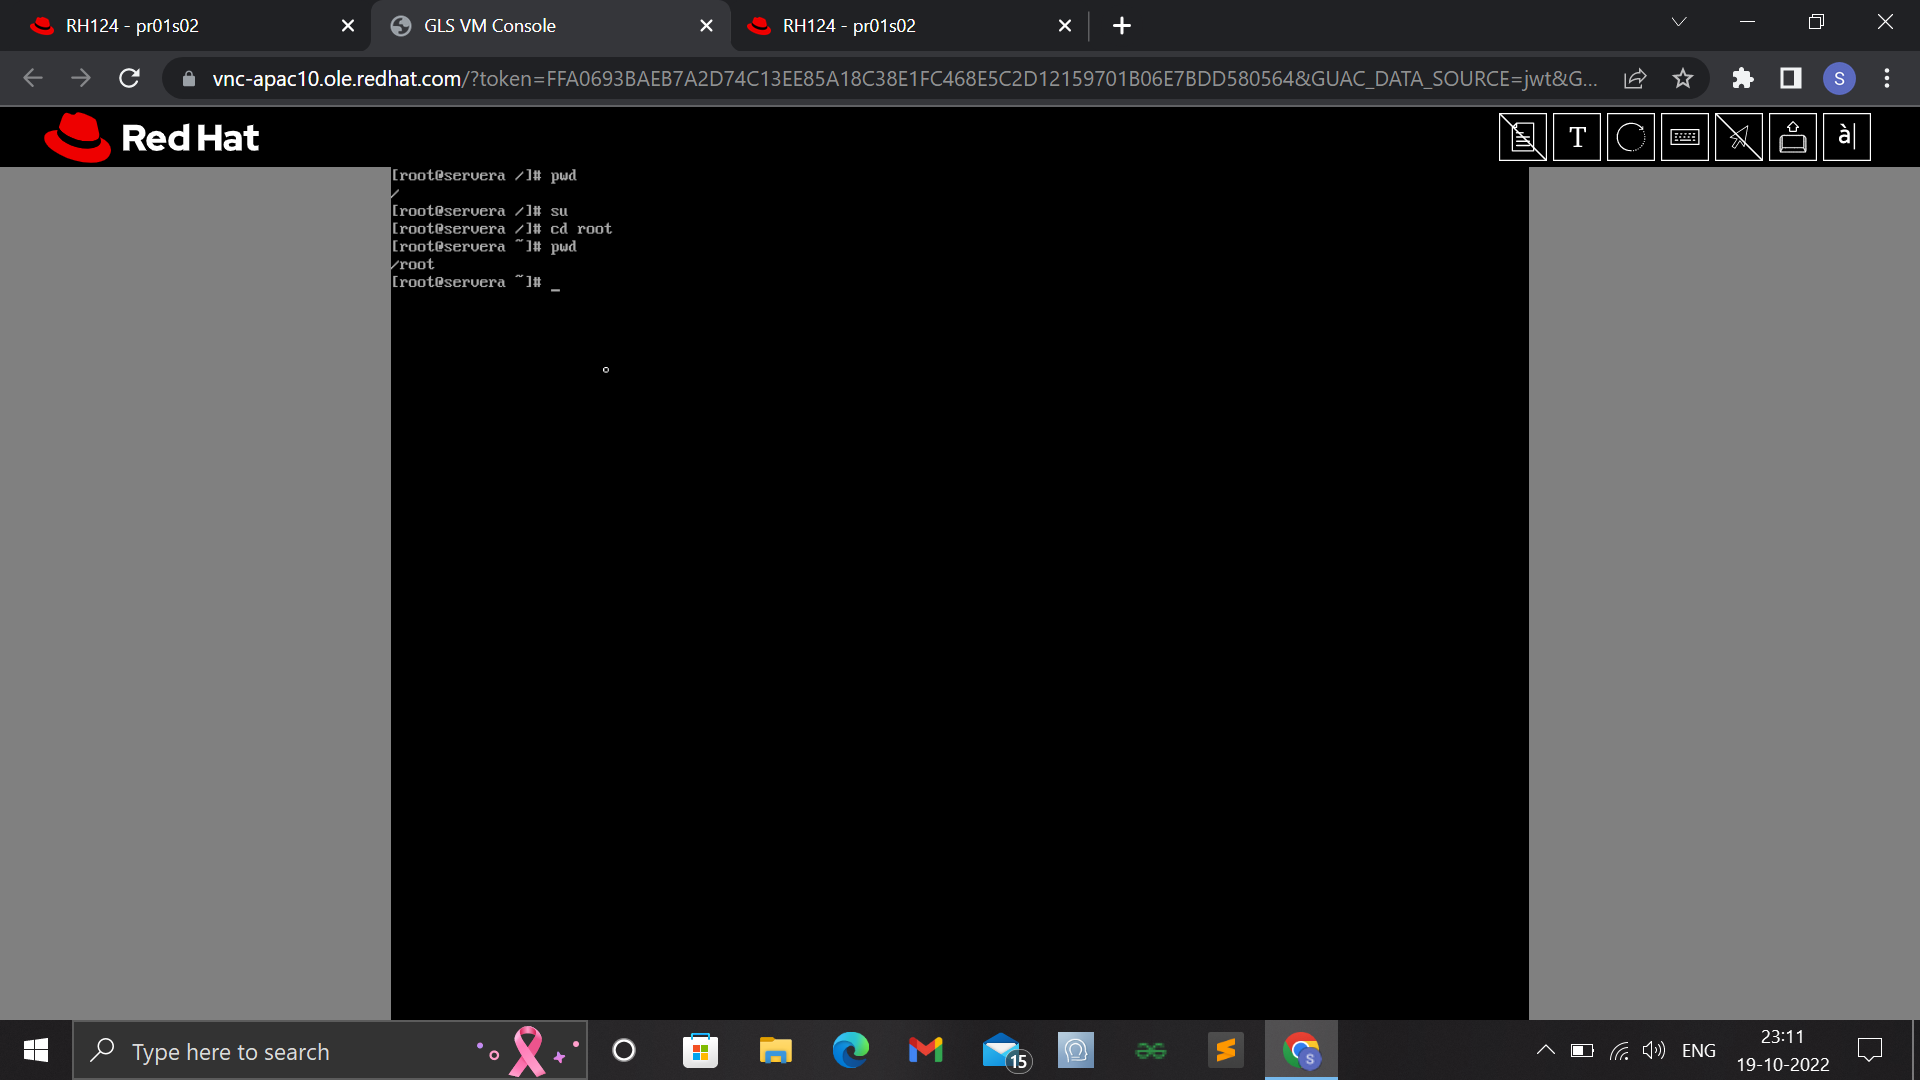 RH124 - pr01s02
GLS VM Console
RH124 - pr01s02
vnc-apac10.ole.redhat.com/?token=FFA0693BAEB7A2D74C13EE85A18C38E1FC468E5C2D12159701B06E7BDD580564&GUAC_DATA_SOURCE=jwt&G...
S
Red Hat
T
à|
[root@servera /]# pwd
/
[root@servera /]# su
[root@servera /]# cd root
[root@servera ~]# pwd
/root
[root@servera ~]# _
Type here to search
15
S
ENG
23:11
19-10-2022